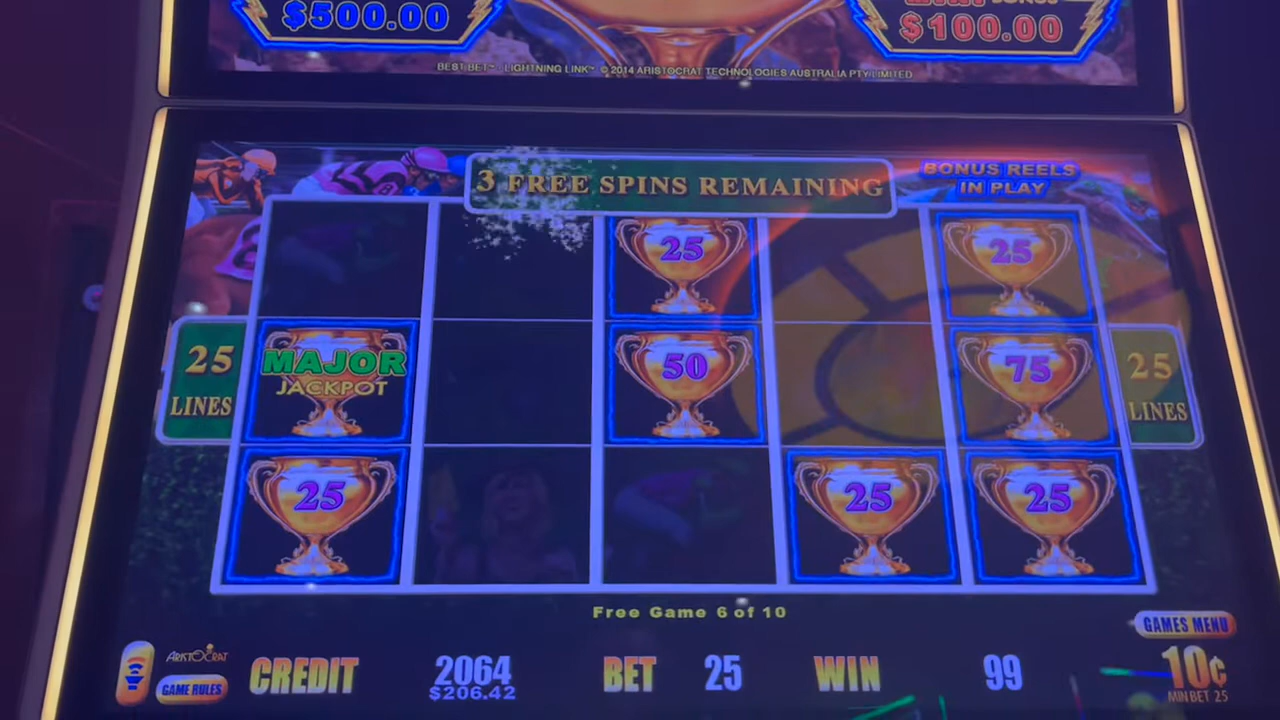 $500.00
BONUS
$100.00
BEST BET™ - LIGHTNING LINK™ © 2014 ARISTOCRAT TECHNOLOGIES AUSTRALIA PTY LIMITED
3 FREE SPINS REMAINING
BONUS REELS
IN PLAY
25
25
25
LINES
MAJOR
JACKPOT
50
75
25
LINES
25
25
25
Free Game 6 of 10
GAMES MENU
ARISTOCRAT
GAME RULES
CREDIT
2064
$206.42
BET
25
WIN
99
10¢
MIN BET 25